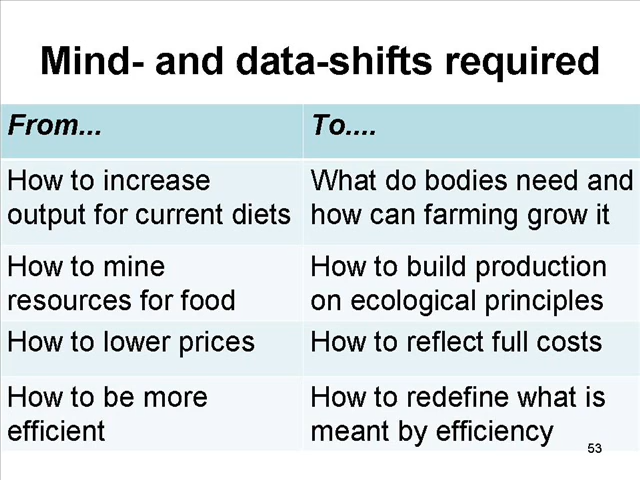 Mind- and data-shifts required
From...
To....
How to increase
output for current diets
What do bodies need and
how can farming grow it
How to mine
resources for food
How to build production
on ecological principles
How to lower prices
How to reflect full costs
How to be more
efficient
How to redefine what is
meant by efficiency
53